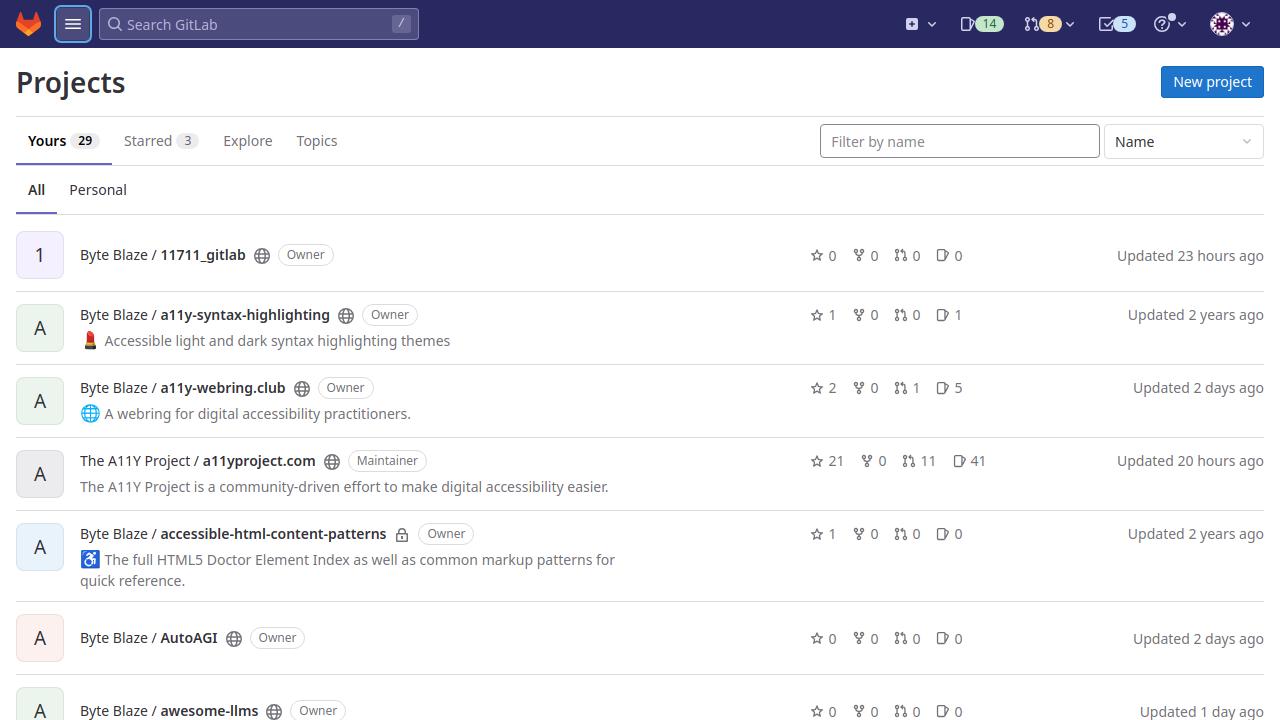 Search GitLab
/
14
8
5
Projects
New project
Yours 29
Starred 3
Explore
Topics
Filter by name
Name
All
Personal
1
Byte Blaze / 11711_gitlab
Owner
0
0
0
0
Updated 23 hours ago
A
Byte Blaze / a11y-syntax-highlighting
Owner
1
0
0
1
Updated 2 years ago
💄 Accessible light and dark syntax highlighting themes
A
Byte Blaze / a11y-webring.club
Owner
2
0
1
5
Updated 2 days ago
🌐 A webring for digital accessibility practitioners.
A
The A11Y Project / a11yproject.com
Maintainer
21
0
11
41
Updated 20 hours ago
The A11Y Project is a community-driven effort to make digital accessibility easier.
A
Byte Blaze / accessible-html-content-patterns
Owner
1
0
0
0
Updated 2 years ago
♿ The full HTML5 Doctor Element Index as well as common markup patterns for
quick reference.
A
Byte Blaze / AutoAGI
Owner
0
0
0
0
Updated 2 days ago
A
Byte Blaze / awesome-llms
Owner
0
0
0
0
Updated 1 day ago